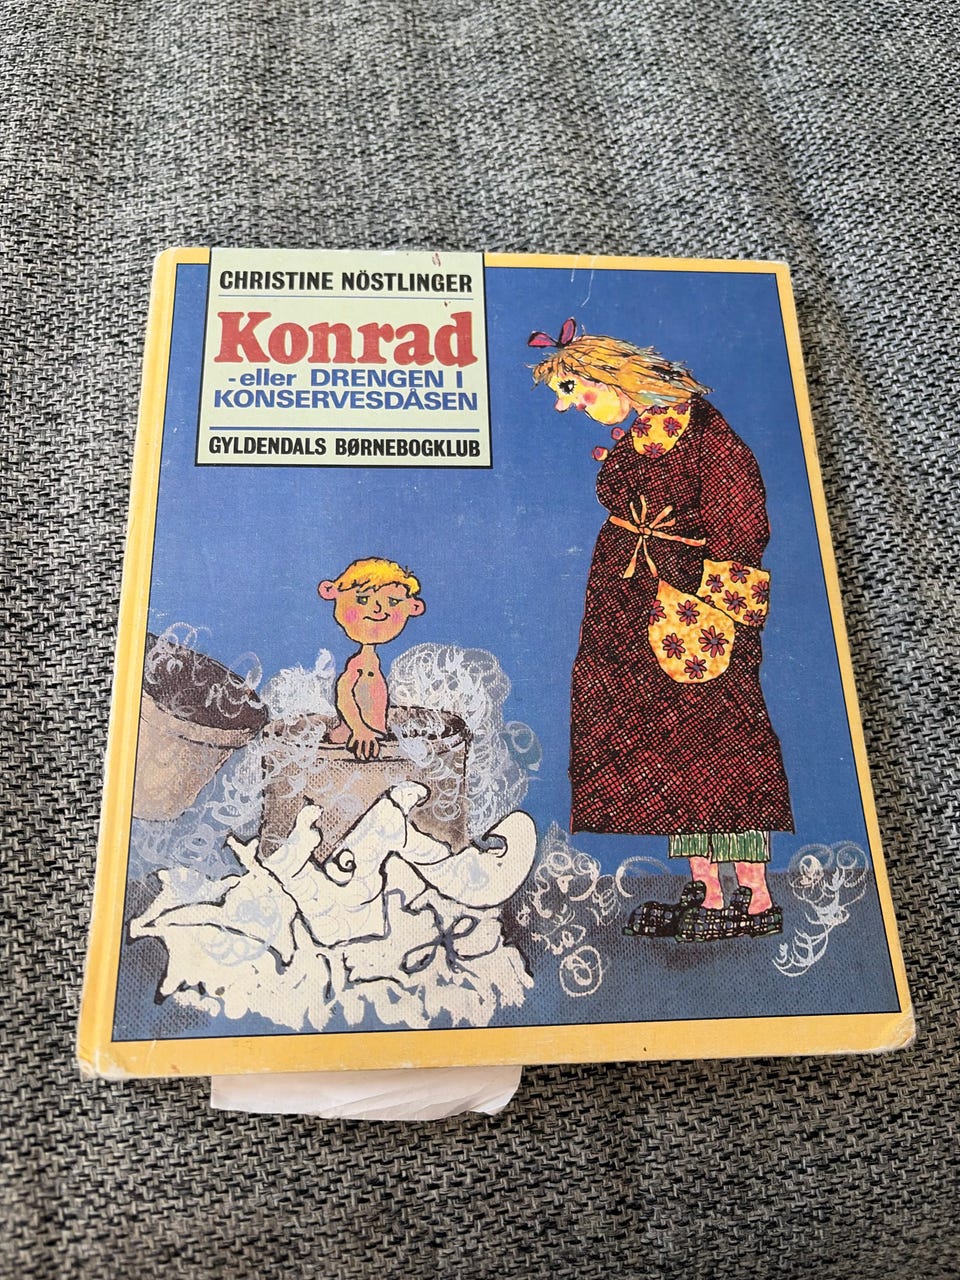 CHRISTINE NÖSTLINGER
Konrad
- eller DRENGEN I
KONSERVESDÅSEN
GYLDENDALS BØRNEBOGKLUB